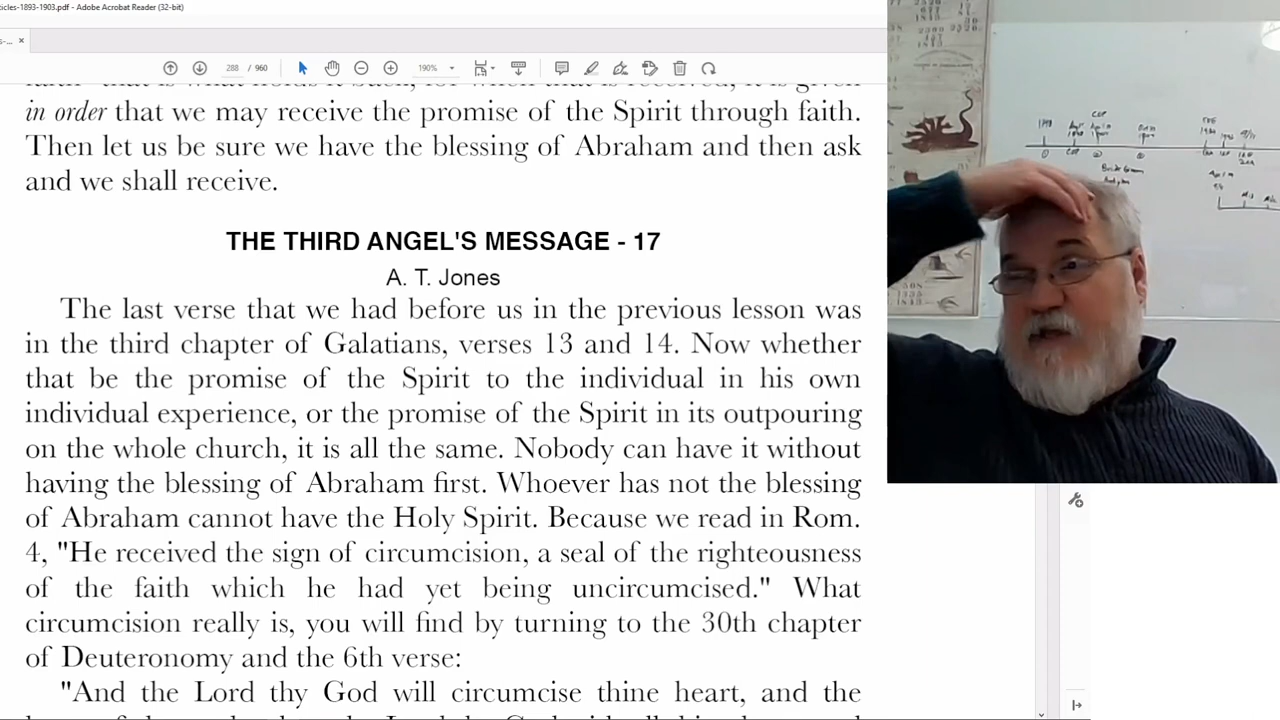 ticles-1893-1903.pdf - Adobe Acrobat Reader (32-bit)
s-... ×
288 / 960
190%
in order that we may receive the promise of the Spirit through faith.
Then let us be sure we have the blessing of Abraham and then ask
and we shall receive.
THE THIRD ANGEL'S MESSAGE - 17
A. T. Jones
The last verse that we had before us in the previous lesson was
in the third chapter of Galatians, verses 13 and 14. Now whether
that be the promise of the Spirit to the individual in his own
individual experience, or the promise of the Spirit in its outpouring
on the whole church, it is all the same. Nobody can have it without
having the blessing of Abraham first. Whoever has not the blessing
of Abraham cannot have the Holy Spirit. Because we read in Rom.
4, "He received the sign of circumcision, a seal of the righteousness
of the faith which he had yet being uncircumcised." What
circumcision really is, you will find by turning to the 30th chapter
of Deuteronomy and the 6th verse:
"And the Lord thy God will circumcise thine heart, and the